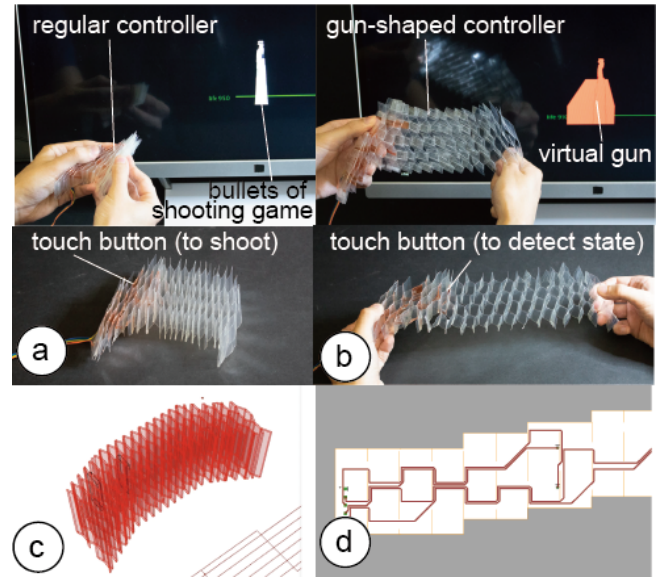 regular controller
gun-shaped controller
bullets of
shooting game
virtual gun
touch button (to shoot)
touch button (to detect state)
a
b
c
d